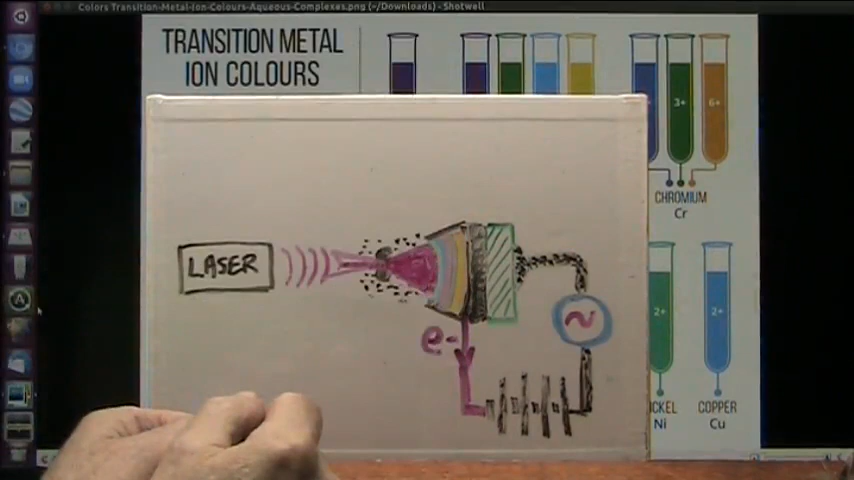 Colors Transition-Metal-Ion-Colours-Aqueous-Complexes.png (~/Downloads) - Shotwell
TRANSITION METAL
ION COLOURS
3+
6+
CHROMIUM
Cr
LASER
~
e-
2+
2+
COPPER
Ni
Cu